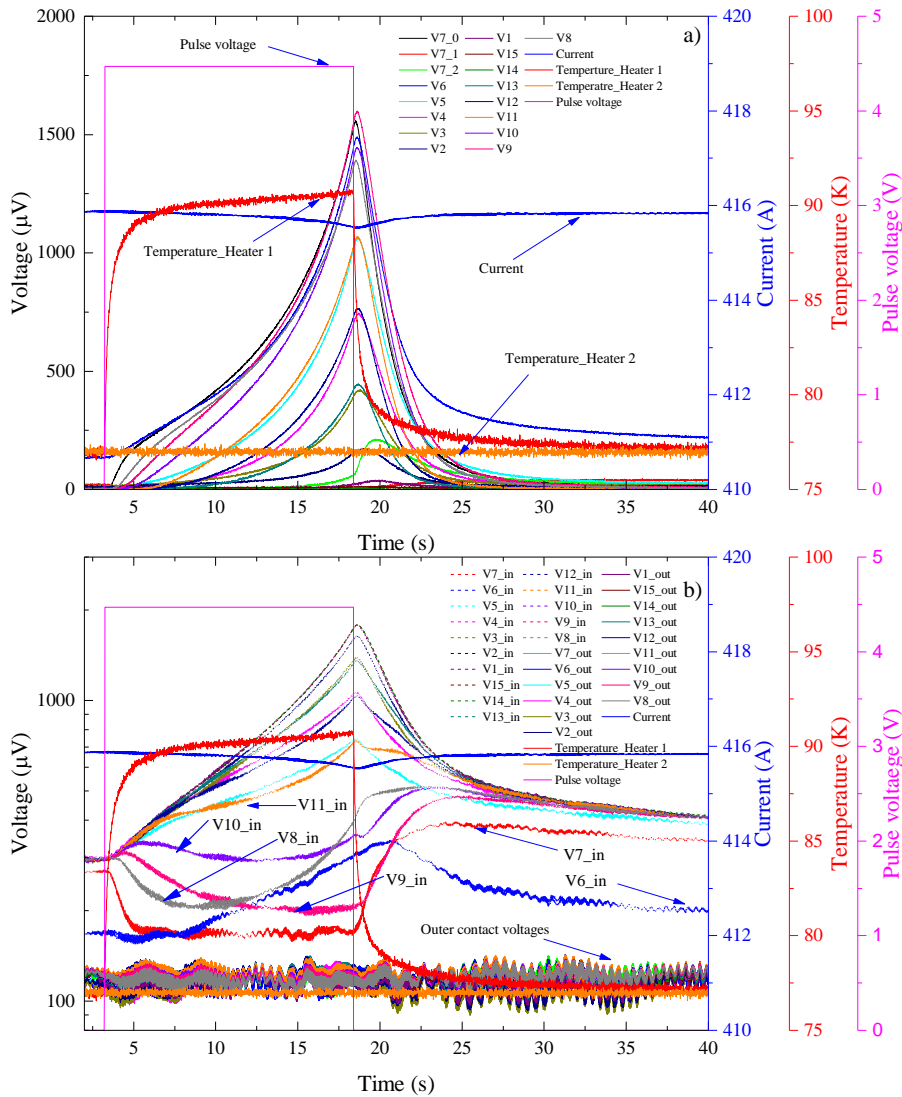 2000
1500
1000
500
0
Voltage (μV)
5
10
15
20
25
30
35
40
Time (s)
420
418
416
414
412
410
Current (A)
100
95
90
85
80
75
Temperature (K)
5
4
3
2
1
0
Pulse voltage (V)
a)
Pulse voltage
V7_0
V7_1
V7_2
V6
V5
V4
V3
V2
V1
V15
V14
V13
V12
V11
V10
V9
V8
Current
Temperture_Heater 1
Temperatre_Heater 2
Pulse voltage
Temperature_Heater 1
Current
Temperature_Heater 2
1000
100
Voltage (μV)
5
10
15
20
25
30
35
40
Time (s)
420
418
416
414
412
410
Current (A)
100
95
90
85
80
75
Temperature (K)
5
4
3
2
1
0
Pulse voltaege (V)
b)
V7_in
V6_in
V5_in
V4_in
V3_in
V2_in
V1_in
V15_in
V14_in
V13_in
V12_in
V11_in
V10_in
V9_in
V8_in
V7_out
V6_out
V5_out
V4_out
V3_out
V2_out
V1_out
V15_out
V14_out
V13_out
V12_out
V11_out
V10_out
V9_out
V8_out
Current
Temperature_Heater 1
Temperature_Heater 2
Pulse voltage
V11_in
V10_in
V8_in
V9_in
V7_in
V6_in
Outer contact voltages